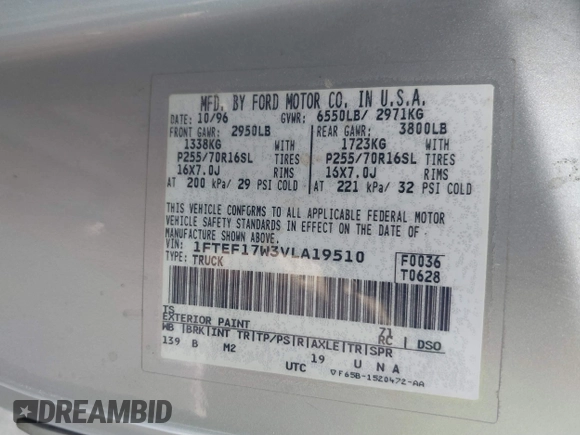 MFD. BY FORD MOTOR CO. IN U.S.A.
DATE: 10/96 GVWR: 6550LB/ 2971KG
FRONT GAWR: 2950LB REAR GAWR: 3800LB
1338KG WITH 1723KG WITH
P255/70R16SL TIRES P255/70R16SL TIRES
16X7.0J RIMS 16X7.0J RIMS
AT 200 kPa/ 29 PSI COLD AT 221 kPa/ 32 PSI COLD
THIS VEHICLE CONFORMS TO ALL APPLICABLE FEDERAL MOTOR
VEHICLE SAFETY STANDARDS IN EFFECT ON THE DATE OF
MANUFACTURE SHOWN ABOVE.
VIN: 1FTEF17W3VLA19510 F0036
TYPE: TRUCK T0628
TS
EXTERIOR PAINT Z1 RC DSO
WB BRK INT TR TP/PS R AXLE TR SPR
139 B M2 19 U N A
UTC ▽F65B-1520472-AA
DREAMBID